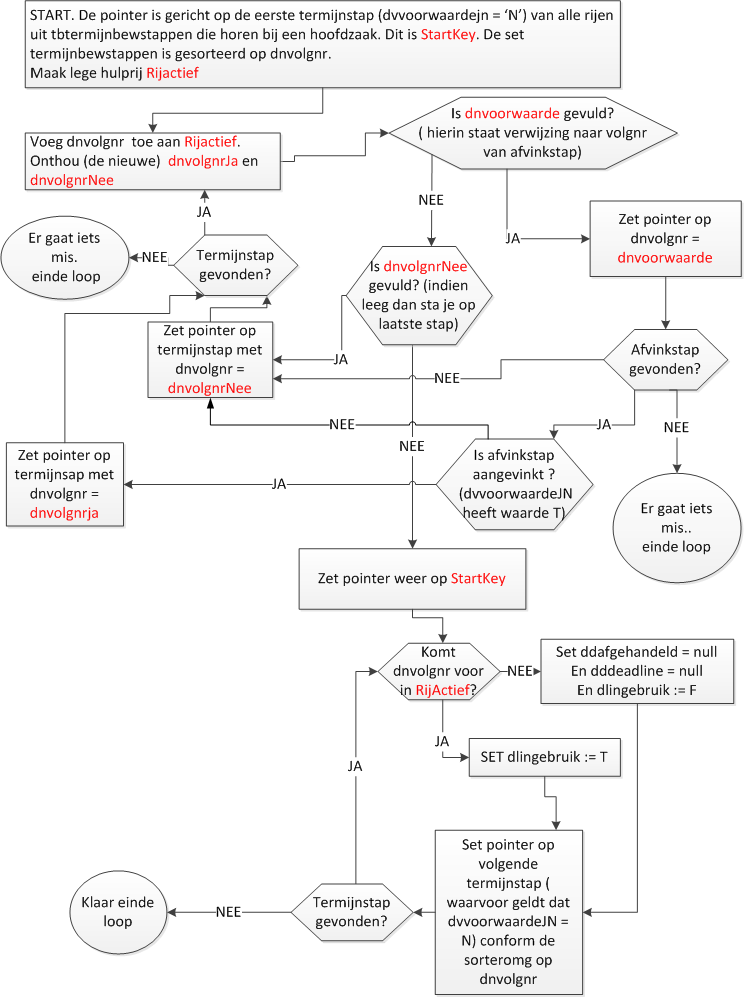 START. De pointer is gericht op de eerste termijnstap (dvvoorwaardejn = ‘N’) van alle rijen
uit tbtermijnbewstappen die horen bij een hoofdzaak. Dit is StartKey. De set
termijnbewstappen is gesorteerd op dnvolgnr.
Maak lege hulprij Rijactief
Voeg dnvolgnr toe aan Rijactief.
Onthou (de nieuwe) dnvolgnrJa en
dnvolgnrNee
Is dnvoorwaarde gevuld?
( hierin staat verwijzing naar volgnr
van afvinkstap)
NEE
JA
JA
Zet pointer op
dnvolgnr =
dnvoorwaarde
Er gaat iets
mis.
einde loop
NEE
Termijnstap
gevonden?
Is dnvolgnrNee
gevuld? (indien
leeg dan sta je op
laatste stap)
Zet pointer op
termijnstap met
dnvolgnr =
dnvolgnrNee
JA
Afvinkstap
gevonden?
NEE
NEE
JA
NEE
NEE
Zet pointer op
termijnsap met
dnvolgnr =
dnvolgnrja
JA
Is afvinkstap
aangevinkt ?
(dvvoorwaardeJN
heeft waarde T)
Er gaat iets
mis..
einde loop
Zet pointer weer op StartKey
Komt
dnvolgnr voor
in RijActief?
NEE
Set ddafgehandeld = null
En dddeadline = null
En dlingebruik := F
JA
JA
SET dlingebruik := T
Set pointer op
volgende
termijnstap (
waarvoor geldt dat
dvvoorwaardeJN =
N) conform de
sorteromg op
dnvolgnr
Termijnstap
gevonden?
NEE
Klaar einde
loop